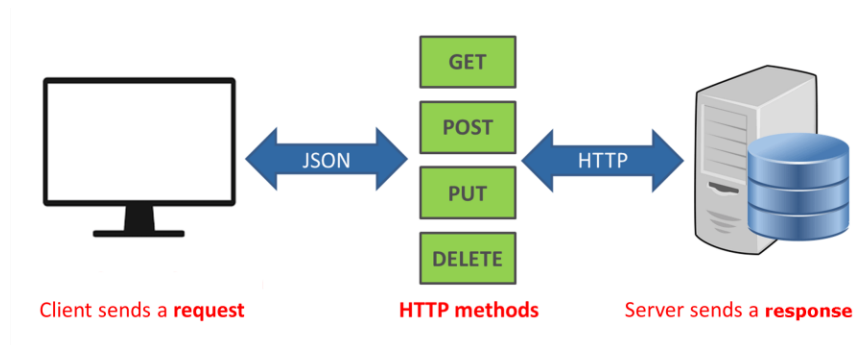 GET
POST
JSON
HTTP
PUT
DELETE
Client sends a request
HTTP methods
Server sends a response